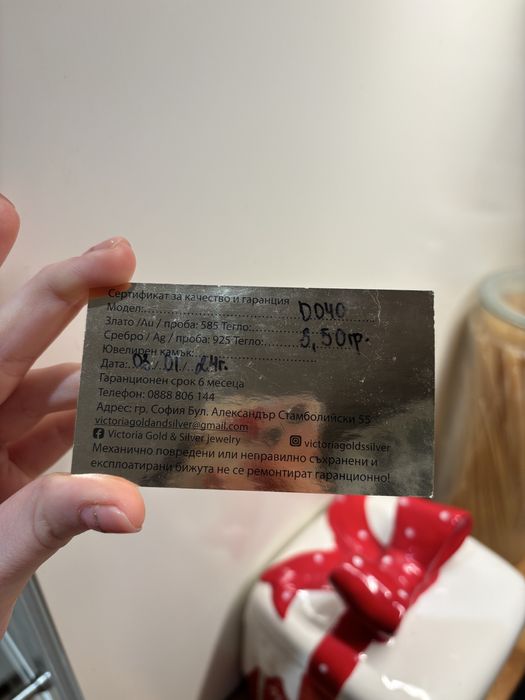 Сертификат за качество и гаранция
Модел:........ D040
Злато /Au / проба: 585 Тегло:........
Сребро / Ag / проба: 925 Тегло:........ 8,50гр.
Ювелирен камък:........
Дата: 03./01./.24г.
Гаранционен срок 6 месеца
Телефон: 0888 806 144
Адрес: гр. София Бул. Александър Стамболийски 55
victoriagoldandsilver@gmail.com
Victoria Gold & Silver jewelry victoriagoldssilver
Механично повредени или неправилно съхранени и
експлоатирани бижута не се ремонтират гаранционно!